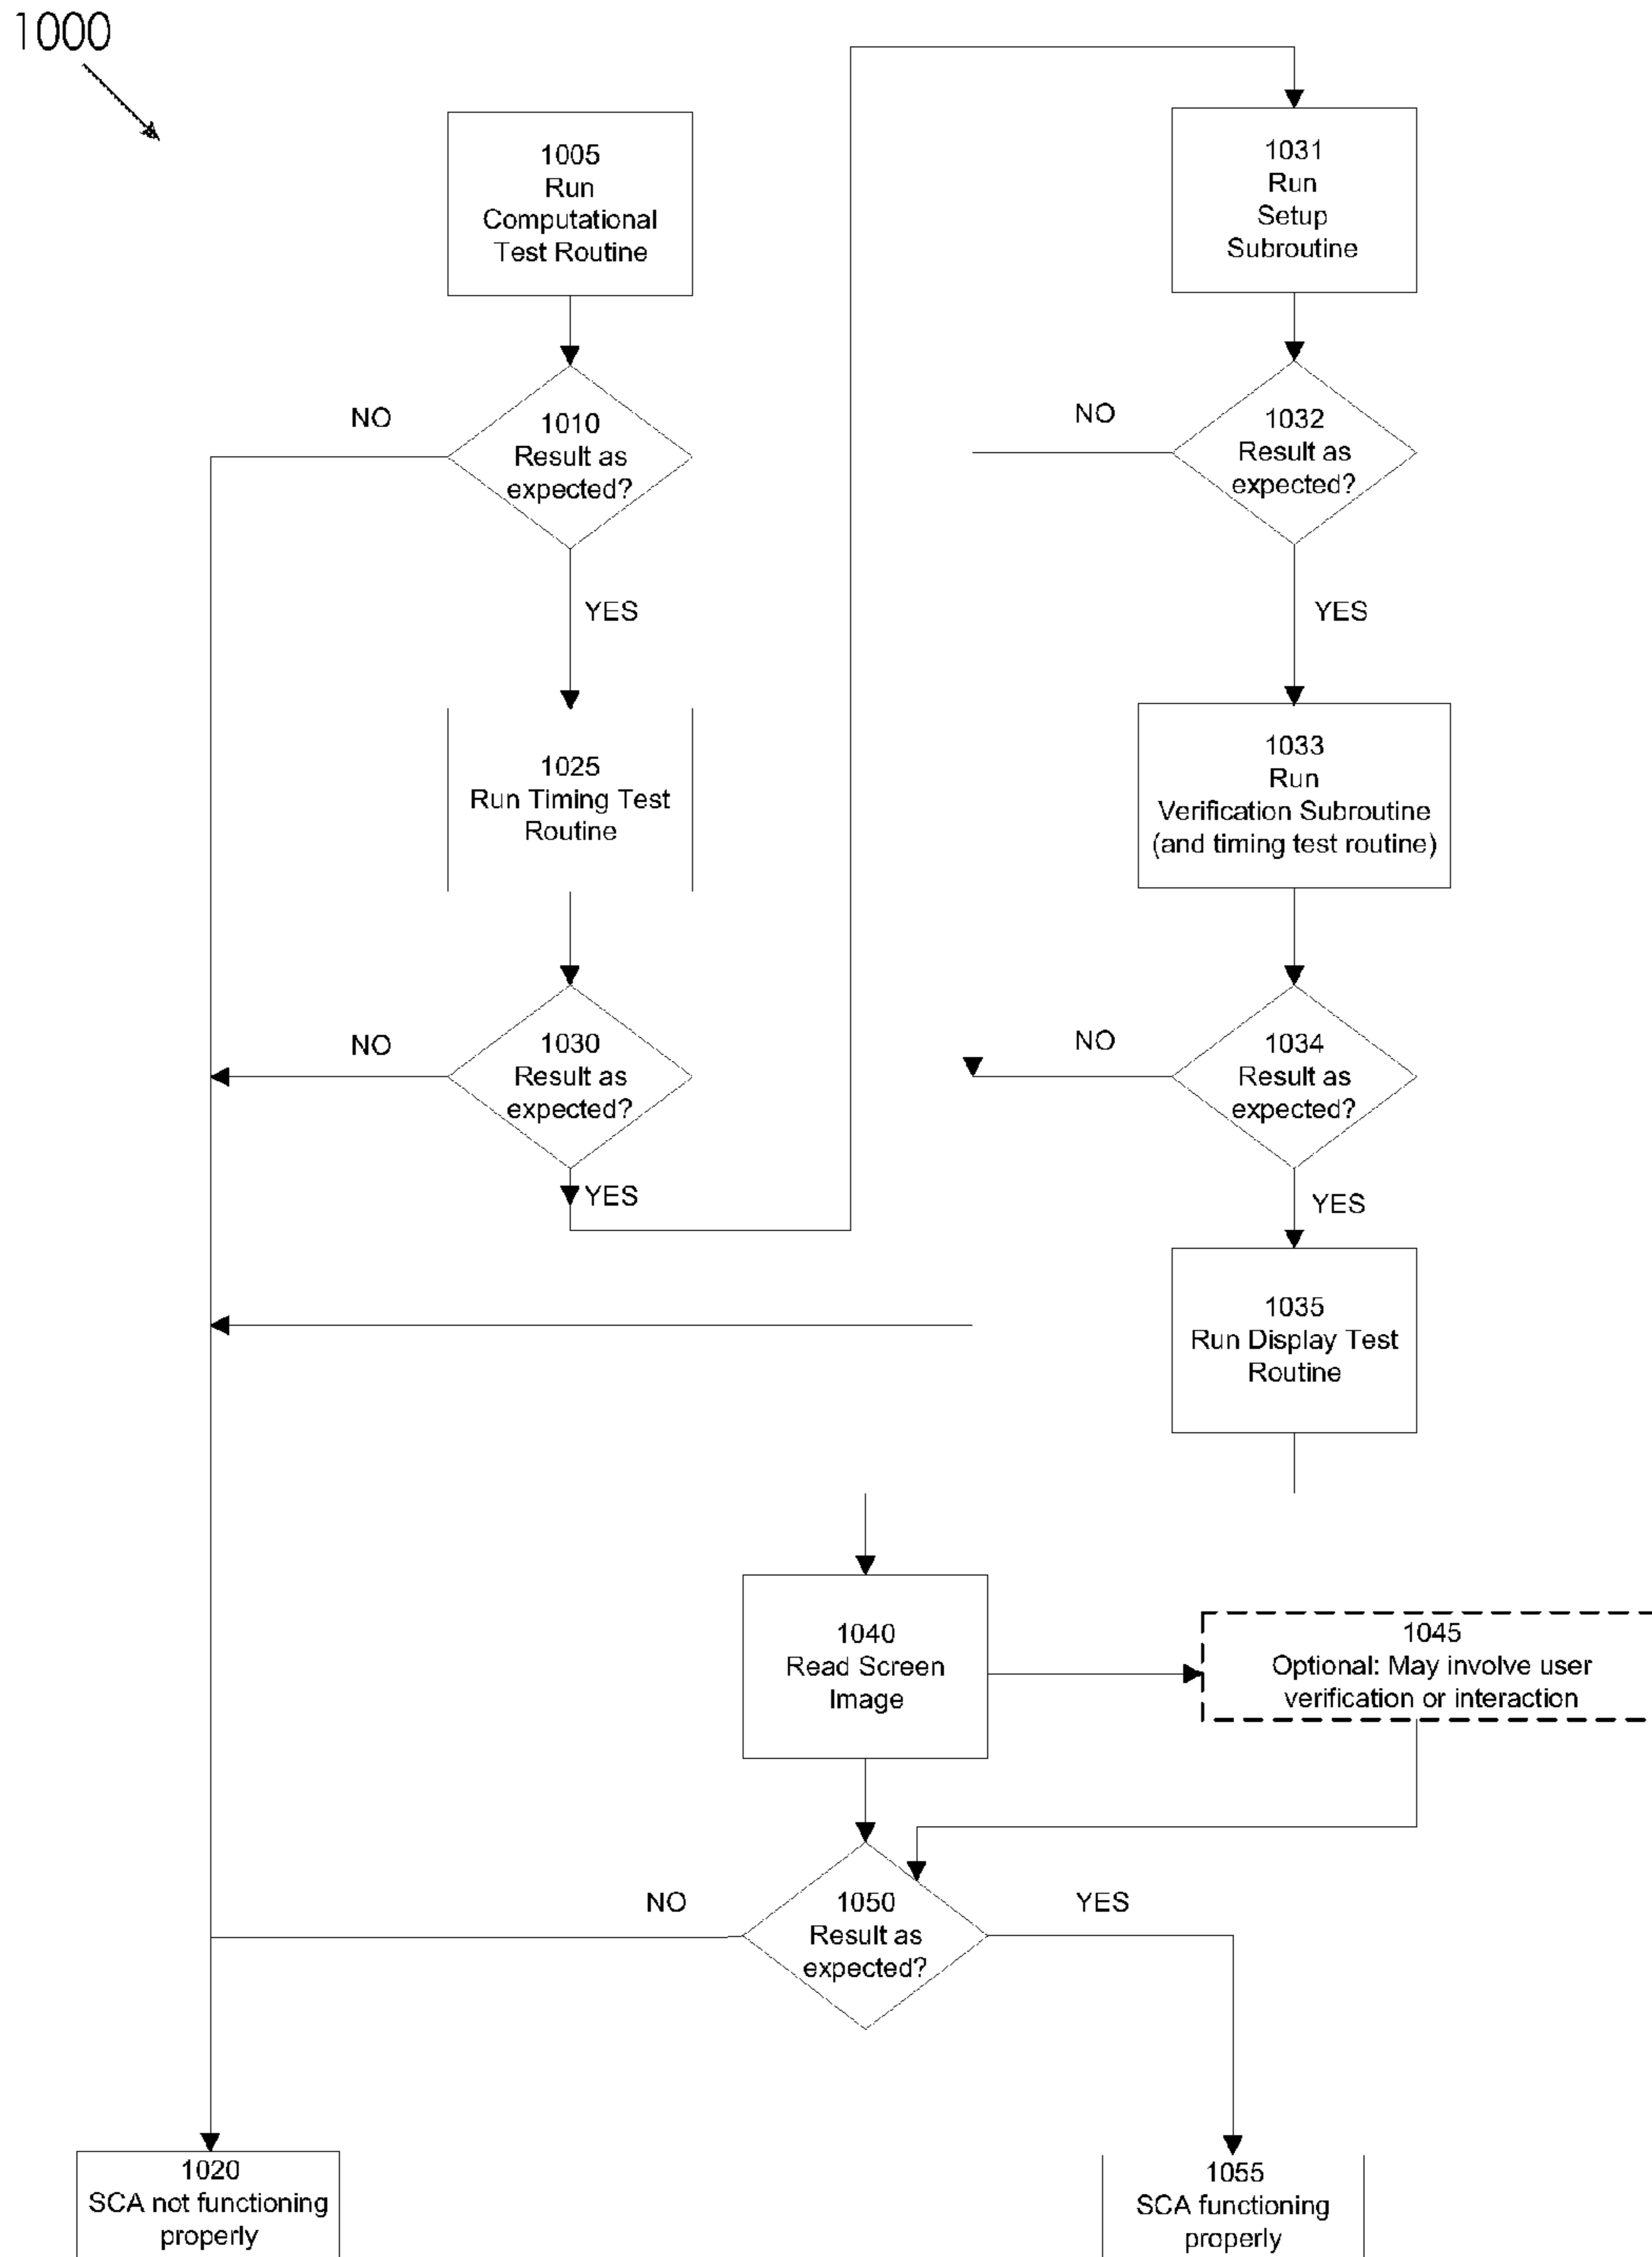 1000
1005
Run
Computational
Test Routine
NO
1010
Result as
expected?
YES
1025
Run Timing Test
Routine
NO
1030
Result as
expected?
YES
1031
Run
Setup
Subroutine
NO
1032
Result as
expected?
YES
1033
Run
Verification Subroutine
(and timing test routine)
NO
1034
Result as
expected?
YES
1035
Run Display Test
Routine
1040
Read Screen
Image
1045
Optional: May involve user
verification or interaction
NO
1050
Result as
expected?
YES
1020
SCA not functioning
properly
1055
SCA functioning
properly